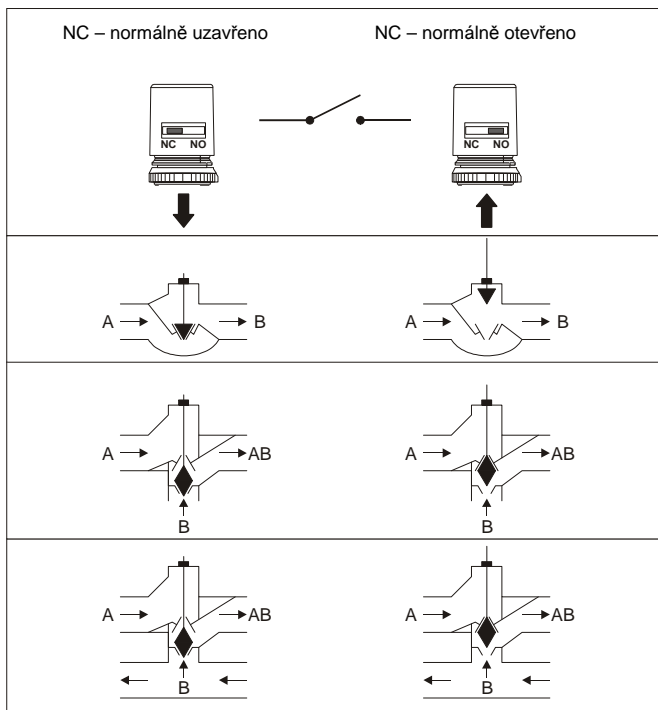 NC – normálně uzavřeno
NC – normálně otevřeno
NC NO
NC NO
A B
A B
A AB
B
A AB
B
A AB
B
A AB
B